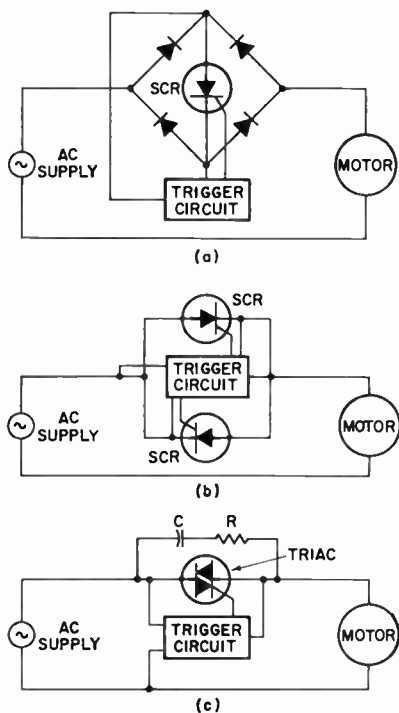 SCR
AC
SUPPLY
TRIGGER
CIRCUIT
MOTOR
(a)
SCR
TRIGGER
CIRCUIT
AC
SUPPLY
SCR
MOTOR
(b)
C
R
TRIAC
AC
SUPPLY
TRIGGER
CIRCUIT
MOTOR
(c)